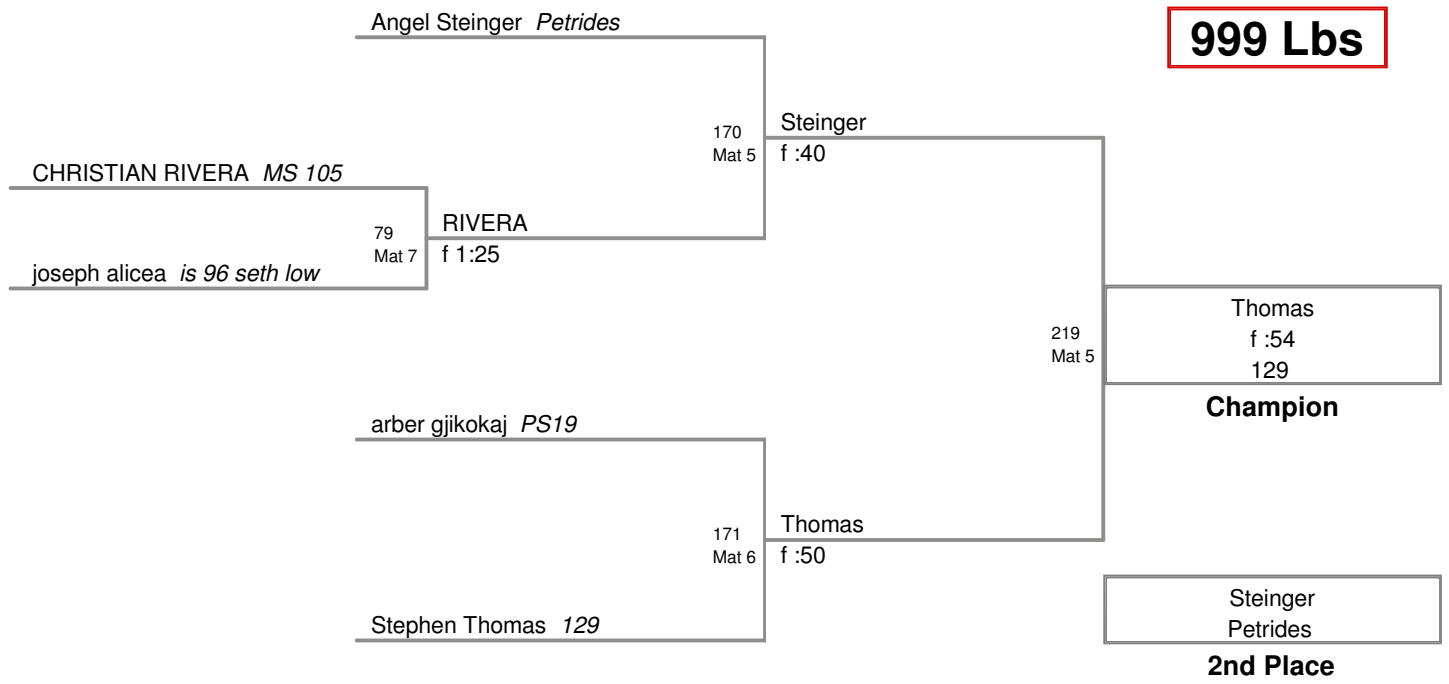 Angel Steinger Petrides
999 Lbs
170
Mat 5
Steinger
f :40
CHRISTIAN RIVERA MS 105
79
Mat 7
RIVERA
f 1:25
joseph alicea is 96 seth low
219
Mat 5
Thomas
f :54
129
Champion
arber gjikokaj PS19
171
Mat 6
Thomas
f :50
Stephen Thomas 129
Steinger
Petrides
2nd Place